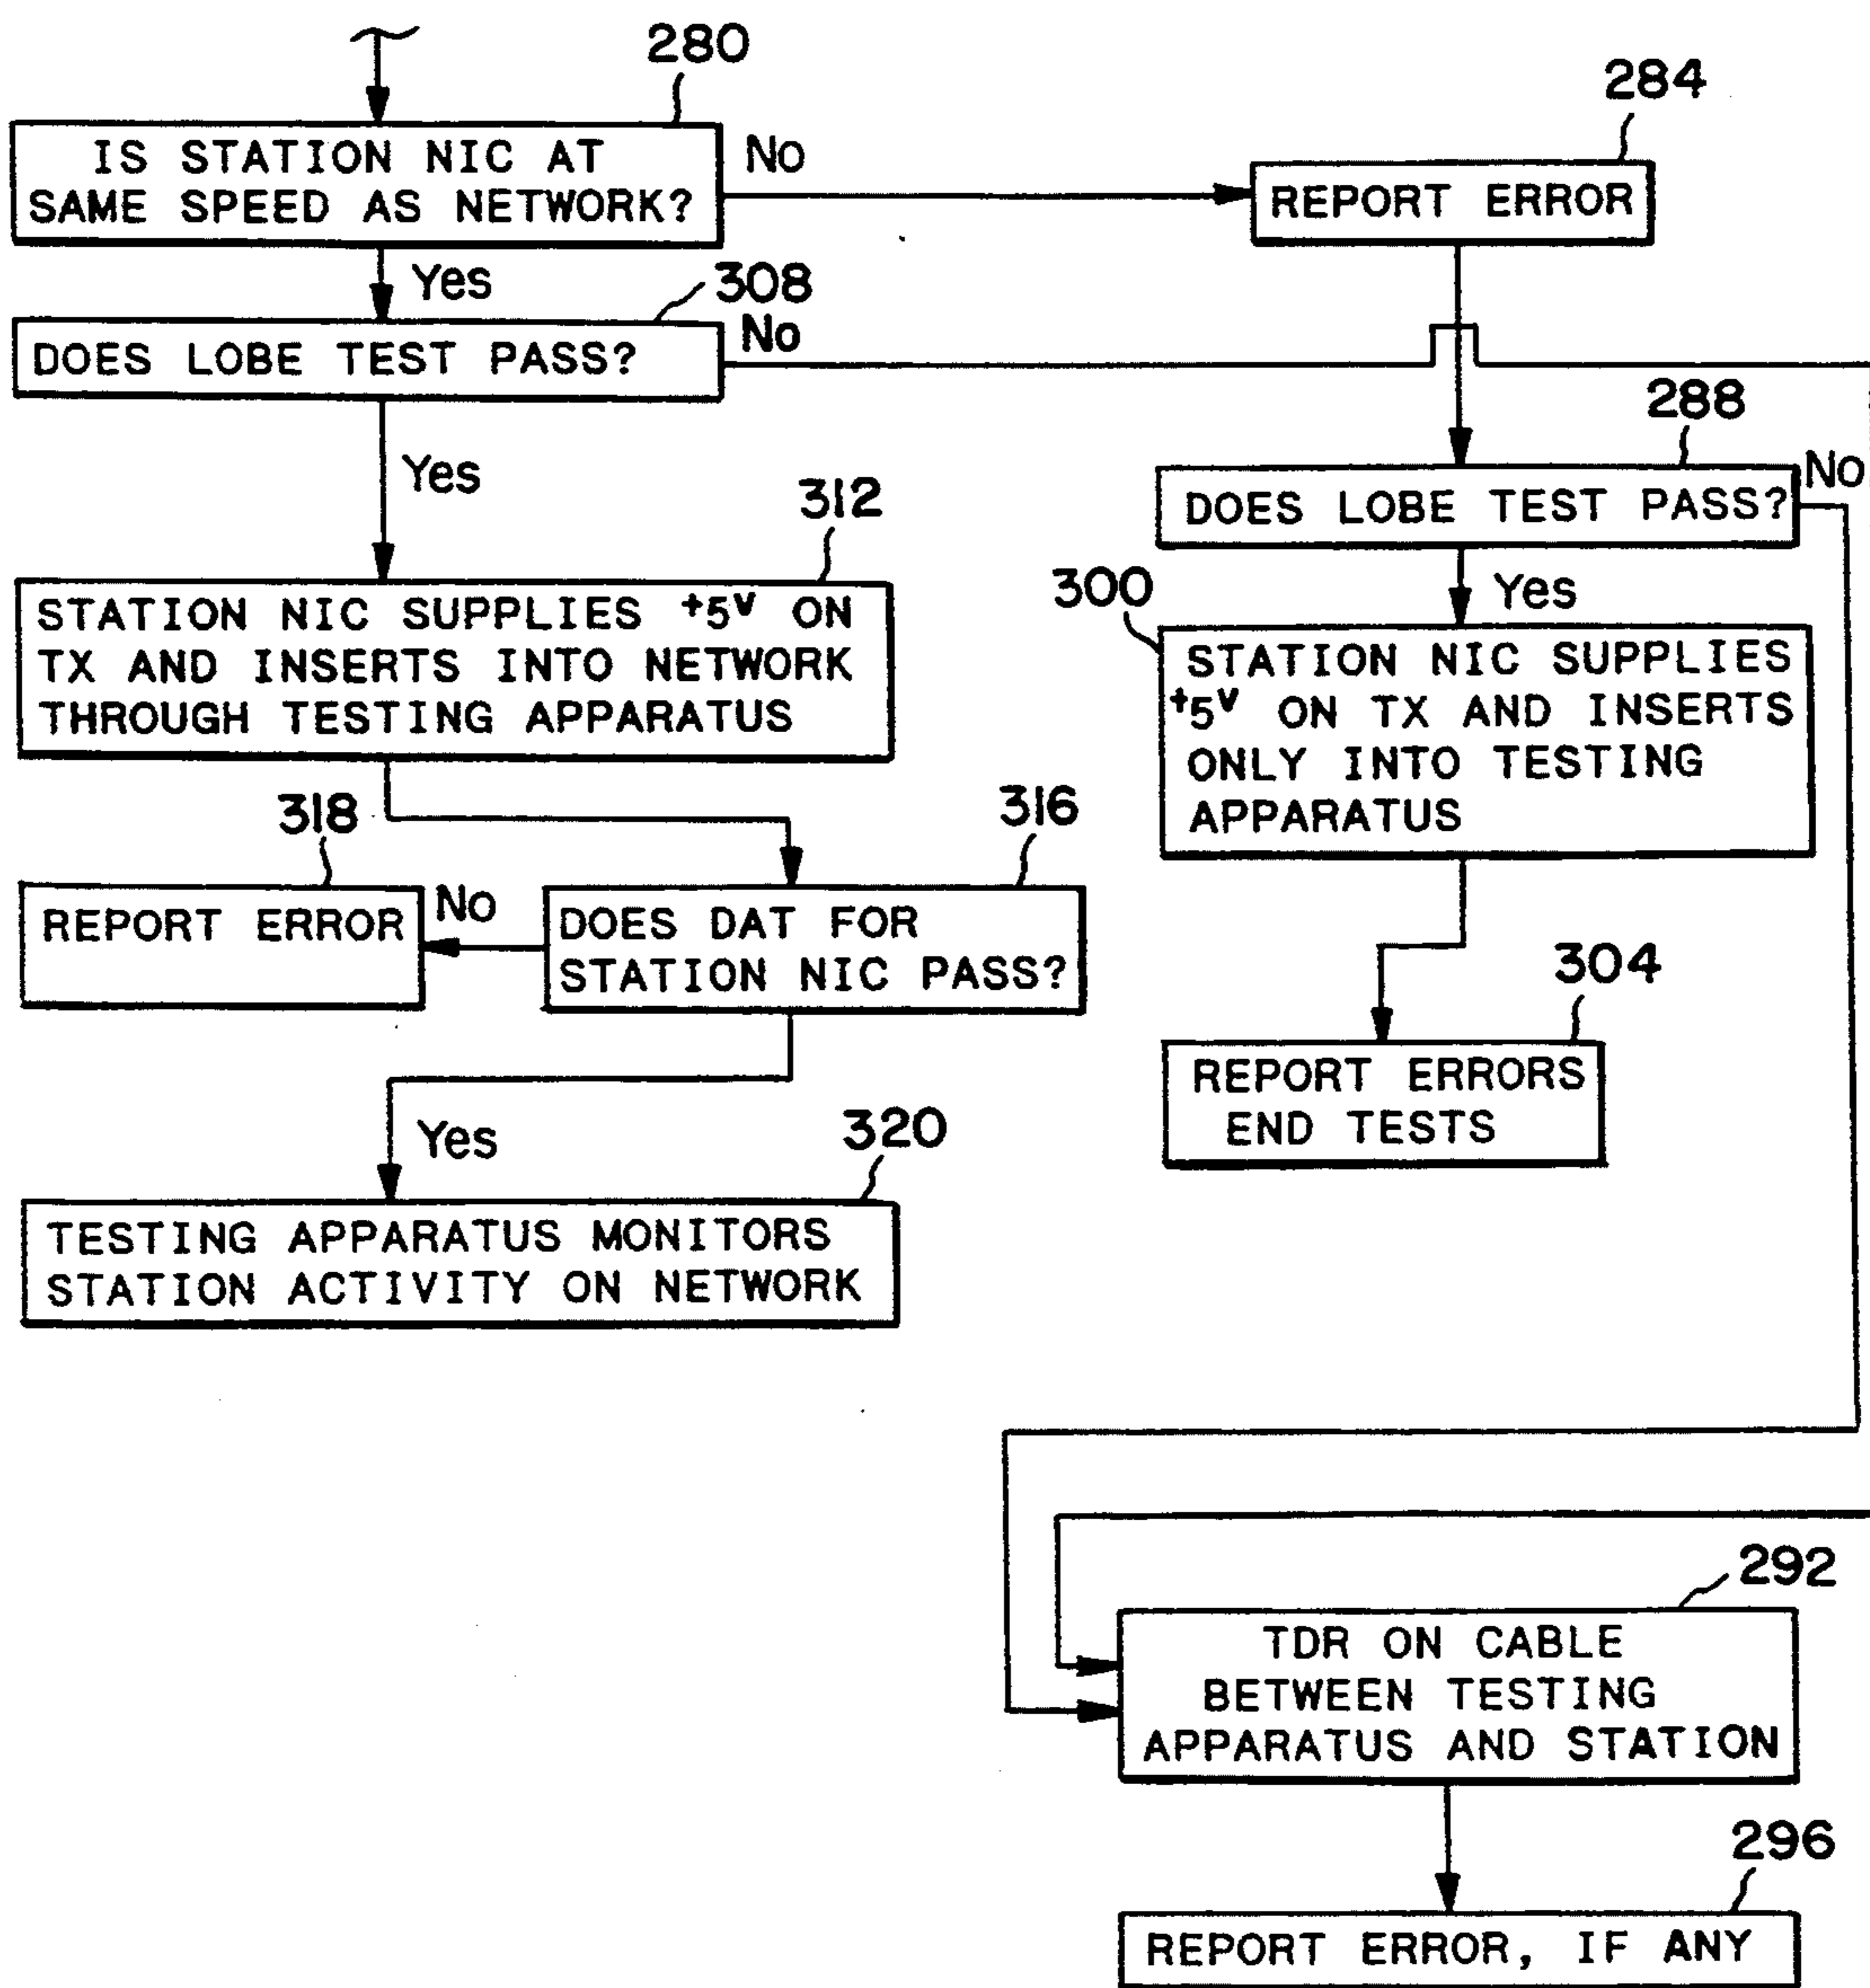 280
IS STATION NIC AT
SAME SPEED AS NETWORK?
No
284
REPORT ERROR
Yes
308
DOES LOBE TEST PASS?
No
288
DOES LOBE TEST PASS?
No
Yes
312
STATION NIC SUPPLIES +5V ON
TX AND INSERTS INTO NETWORK
THROUGH TESTING APPARATUS
Yes
300
STATION NIC SUPPLIES
+5V ON TX AND INSERTS
ONLY INTO TESTING
APPARATUS
318
REPORT ERROR
No
316
DOES DAT FOR
STATION NIC PASS?
304
REPORT ERRORS
END TESTS
Yes
320
TESTING APPARATUS MONITORS
STATION ACTIVITY ON NETWORK
292
TDR ON CABLE
BETWEEN TESTING
APPARATUS AND STATION
296
REPORT ERROR, IF ANY